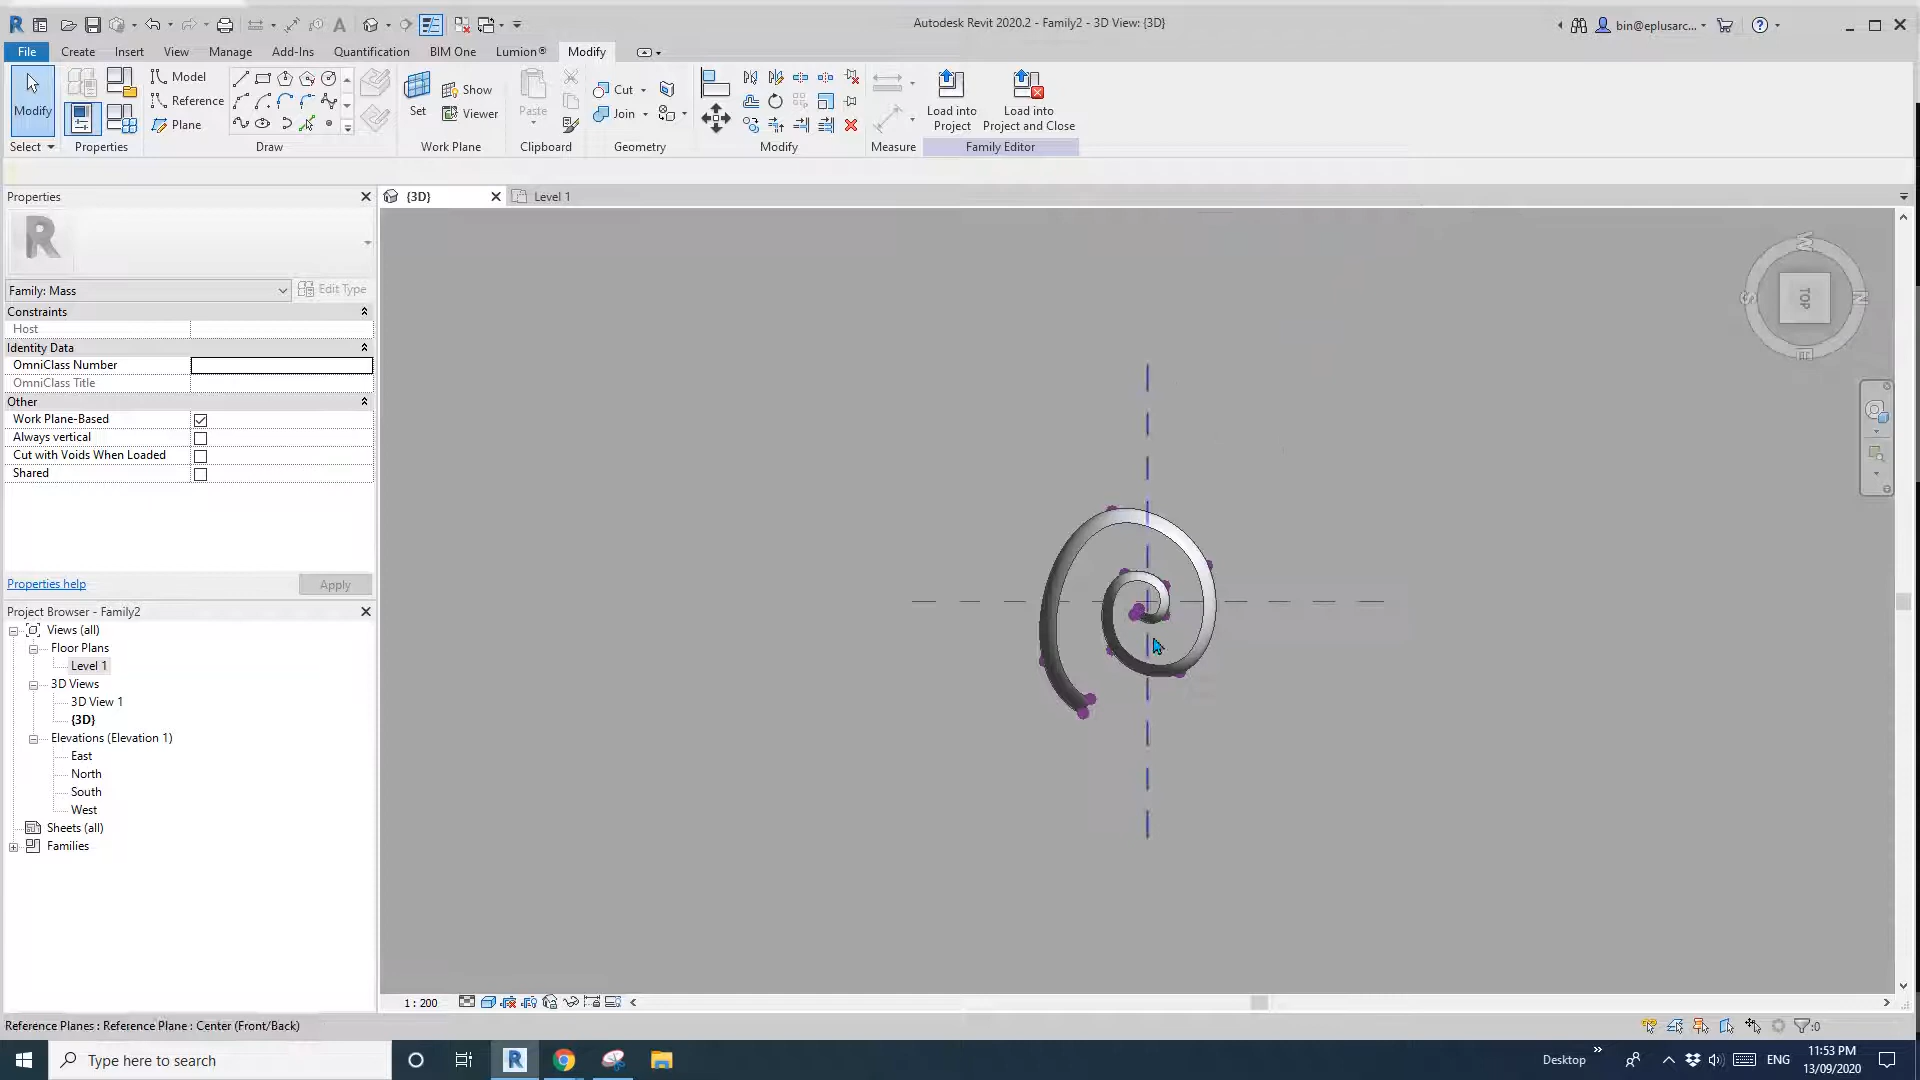 Autodesk Revit 2020.2 - Family2 - 3D View: {3D}
bin@eplusarc...
File Create Insert View Manage Add-Ins Quantification BIM One Lumion® Modify
Modify
Select
Properties
Model
Reference
Plane
Draw
Set
Show
Viewer
Work Plane
Paste
Clipboard
Cut
Join
Geometry
Modify
Measure
Load into
Project
Load into
Project and Close
Family Editor
Properties
{3D}
Level 1
R
Family: Mass
Edit Type
Constraints
Host
Identity Data
OmniClass Number
OmniClass Title
Other
Work Plane-Based
Always vertical
Cut with Voids When Loaded
Shared
Properties help
Apply
Project Browser - Family2
Views (all)
Floor Plans
Level 1
3D Views
3D View 1
{3D}
Elevations (Elevation 1)
East
North
South
West
Sheets (all)
Families
W
S
TOP
N
E
1 : 200
Reference Planes : Reference Plane : Center (Front/Back)
:0
Type here to search
Desktop
ENG
11:53 PM
13/09/2020